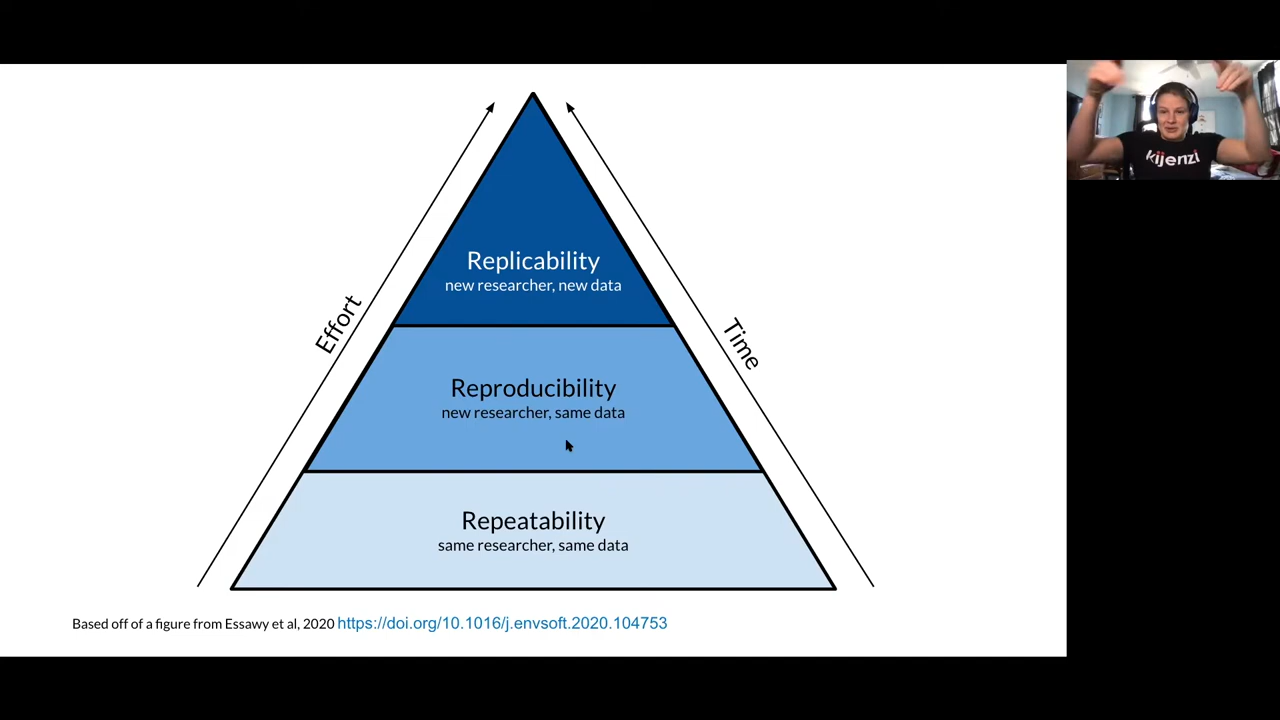 Replicability
new researcher, new data
Effort
Time
Reproducibility
new researcher, same data
Repeatability
same researcher, same data
Based off of a figure from Essawy et al, 2020 https://doi.org/10.1016/j.envsoft.2020.104753
kijenzi